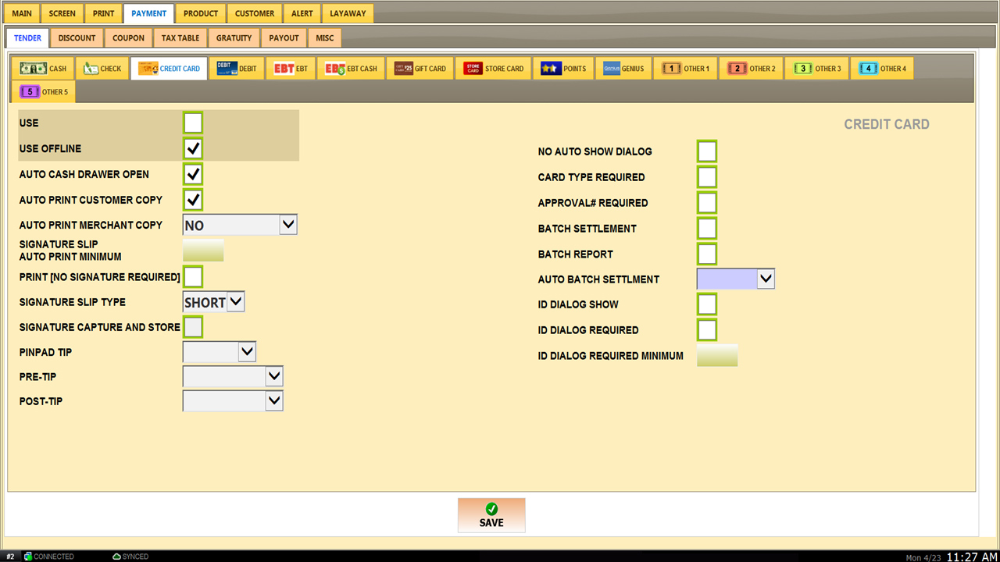 MAIN SCREEN PRINT PAYMENT PRODUCT CUSTOMER ALERT LAYAWAY
TENDER DISCOUNT COUPON TAX TABLE GRATUITY PAYOUT MISC
CASH CHECK CREDIT CARD DEBIT DEBIT EBT EBT EBT EBT CASH GIFT CARD $25 GIFT CARD STORE CARD STORE CARD POINTS Genius GENIUS 1 OTHER 1 2 OTHER 2 3 OTHER 3 4 OTHER 4
5 OTHER 5
CREDIT CARD
USE
USE OFFLINE
AUTO CASH DRAWER OPEN
AUTO PRINT CUSTOMER COPY
AUTO PRINT MERCHANT COPY NO
SIGNATURE SLIP
AUTO PRINT MINIMUM
PRINT [NO SIGNATURE REQUIRED]
SIGNATURE SLIP TYPE SHORT
SIGNATURE CAPTURE AND STORE
PINPAD TIP
PRE-TIP
POST-TIP
NO AUTO SHOW DIALOG
CARD TYPE REQUIRED
APPROVAL# REQUIRED
BATCH SETTLEMENT
BATCH REPORT
AUTO BATCH SETTLMENT
ID DIALOG SHOW
ID DIALOG REQUIRED
ID DIALOG REQUIRED MINIMUM
SAVE
#2 CONNECTED SYNCED Mon 4/23 11:27 AM